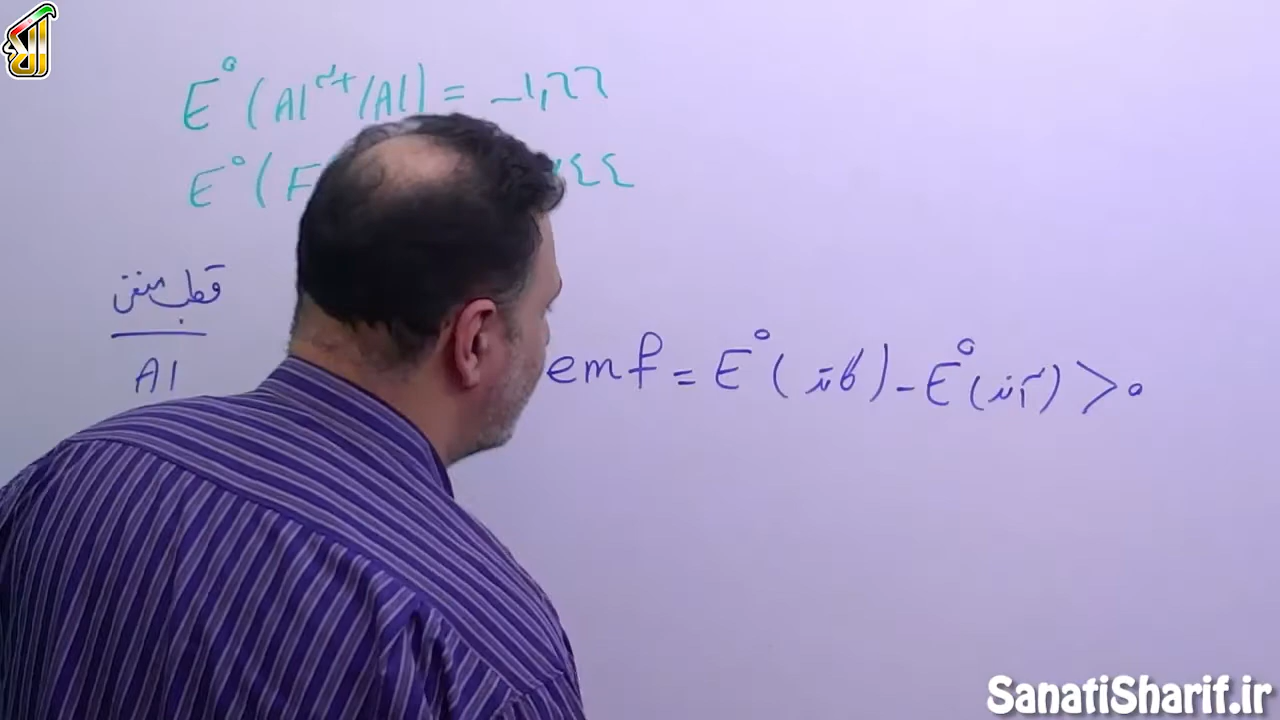 E° (Al³⁺/Al) = -۱,۶۶
E° (F ۴۴
قطب منفی
Al
emf = E° (کاتد) - E° (آند) > ۰
SanatiSharif.ir